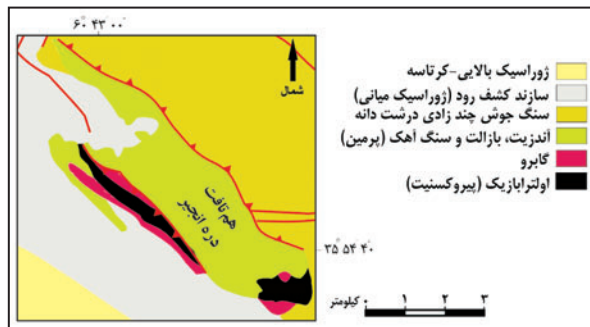 ۶۰° ۴۳′ ۰۰″
شمال
هم تافت
دره انجیر
۳۵° ۵۴′ ۴۰″
ژوراسیک بالایی-کرتاسه
سازند کشف رود (ژوراسیک میانی)
سنگ جوش چند زادی درشت دانه
آندزیت، بازالت و سنگ آهک (پرمین)
گابرو
اولترابازیک (پیروکسنیت)
کیلومتر ۰ ۱ ۲ ۳